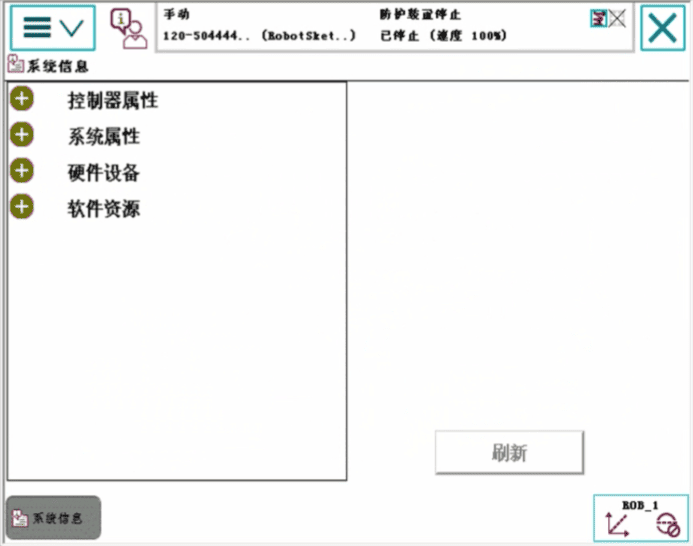 手动
防护装置停止
120-504444.. (RobotSket..)
已停止 (速度 100%)
系统信息
控制器属性
系统属性
硬件设备
软件资源
刷新
系统信息
ROB_1